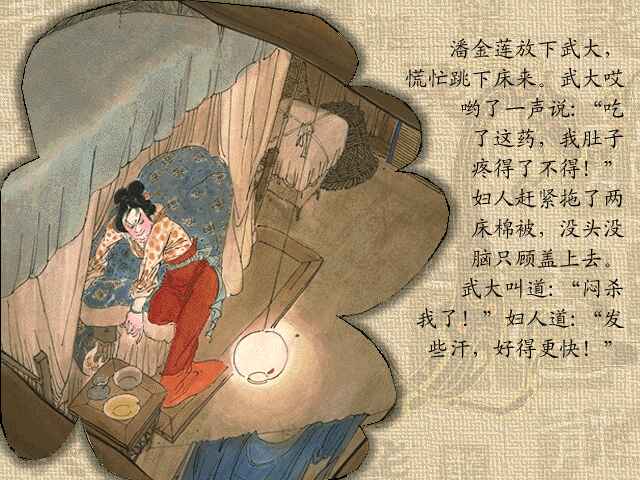 潘金莲放下武大，
慌忙跳下床来。武大哎
哟了一声说：“吃
了这药，我肚子
疼得了不得！”
妇人赶紧拖了两
床棉被，没头没
脑只顾盖上去。
武大叫道：“闷杀
我了！”妇人道：“发
些汗，好得更快！”